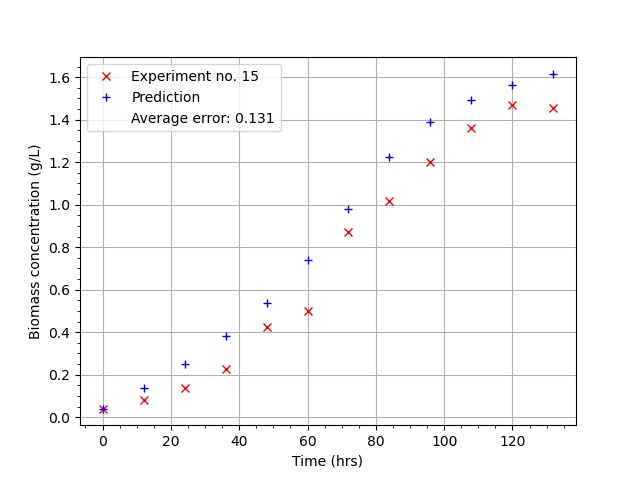 Experiment no. 15
Prediction
Average error: 0.131
1.6
1.4
1.2
1.0
0.8
0.6
0.4
0.2
0.0
Biomass concentration (g/L)
0 20 40 60 80 100 120
Time (hrs)